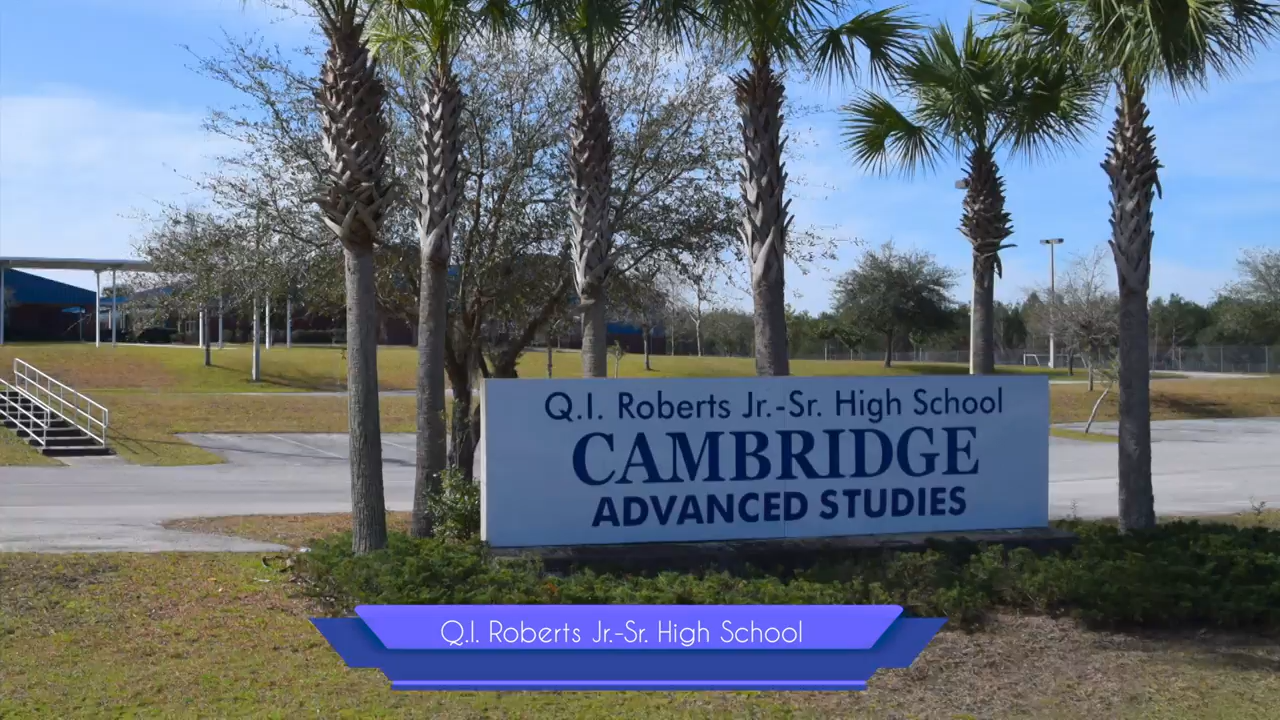 Q.I. Roberts Jr.-Sr. High School
CAMBRIDGE
ADVANCED STUDIES
Q.I. Roberts Jr.-Sr. High School